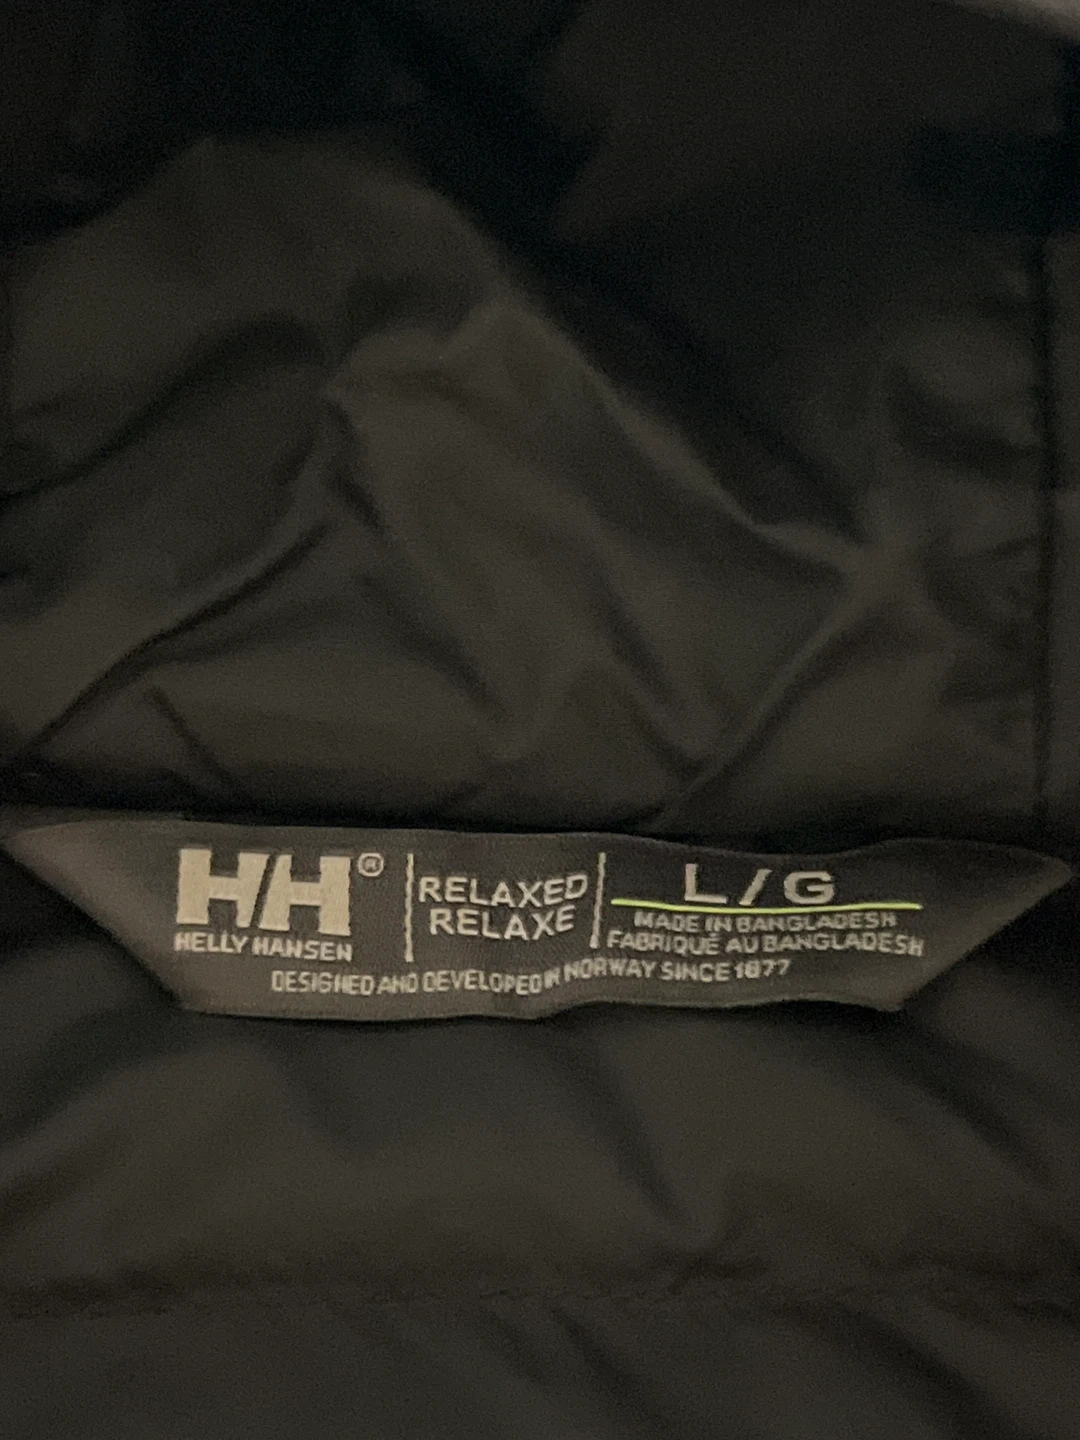 HH®
HELLY HANSEN
RELAXED
RELAXE
L/G
MADE IN BANGLADESH
FABRIQUÉ AU BANGLADESH
DESIGNED AND DEVELOPED IN NORWAY SINCE 1877